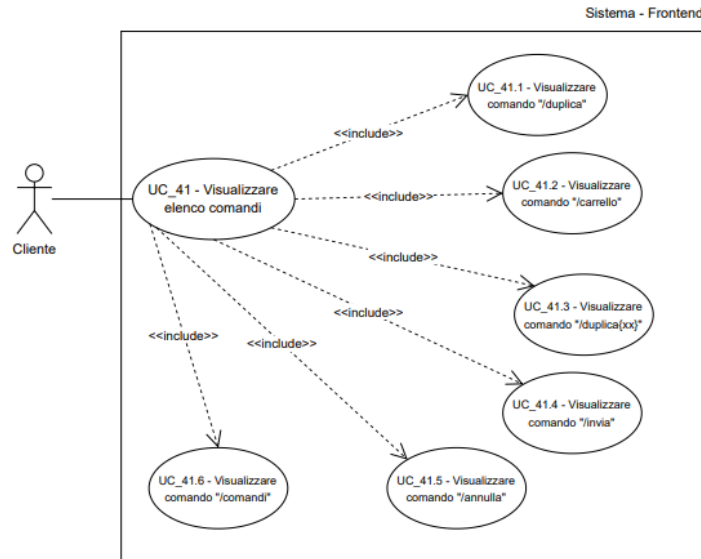 Sistema - Frontend
UC_41.1 - Visualizzare
comando "/duplica"
<<include>>
UC_41 - Visualizzare
elenco comandi
<<include>>
UC_41.2 - Visualizzare
comando "/carrello"
Cliente
<<include>>
UC_41.3 - Visualizzare
comando "/duplica{xx}"
<<include>>
<<include>>
<<include>>
UC_41.4 - Visualizzare
comando "/invia"
UC_41.6 - Visualizzare
comando "/comandi"
UC_41.5 - Visualizzare
comando "/annulla"